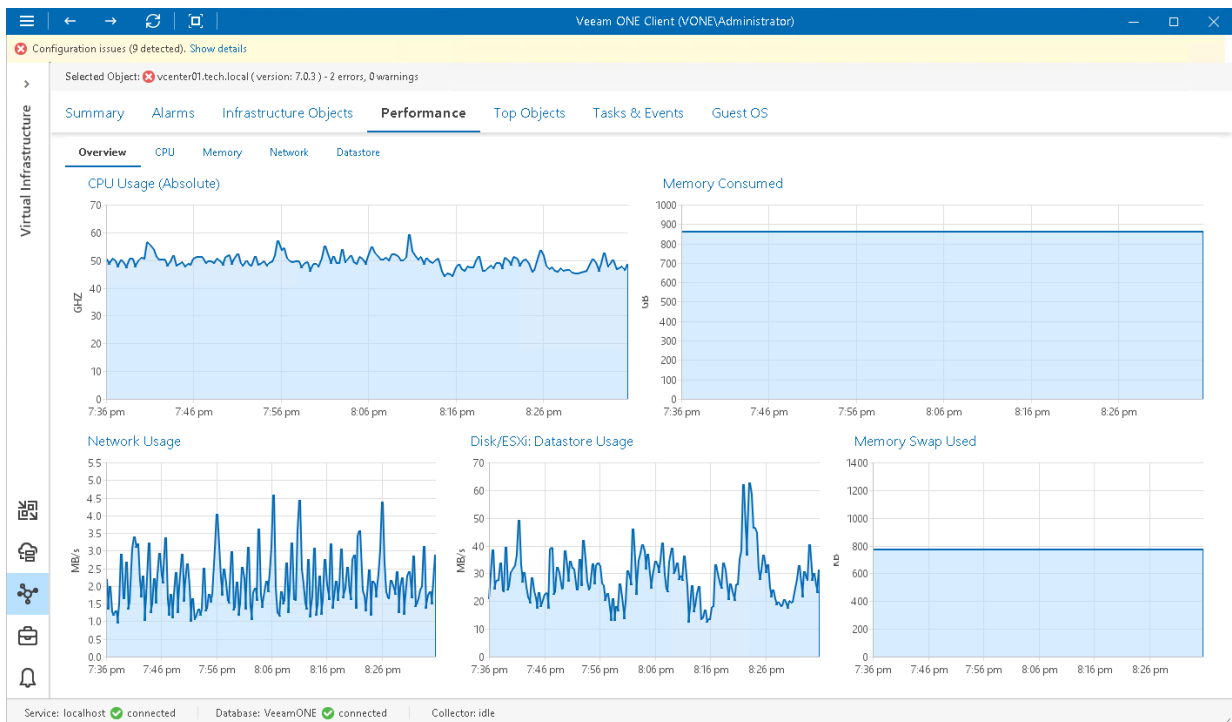 Veeam ONE Client (VONE\Administrator)
Configuration issues (9 detected). Show details
Virtual Infrastructure
Selected Object: vcenter01.tech.local ( version: 7.0.3 ) - 2 errors, 0 warnings
Summary Alarms Infrastructure Objects Performance Top Objects Tasks & Events Guest OS
Overview CPU Memory Network Datastore
CPU Usage (Absolute)
70
60
50
40
30
20
10
0
GHZ
7:36 pm 7:46 pm 7:56 pm 8:06 pm 8:16 pm 8:26 pm
Memory Consumed
1000
900
800
700
600
500
400
300
200
100
0
GB
7:36 pm 7:46 pm 7:56 pm 8:06 pm 8:16 pm 8:26 pm
Network Usage
5.5
5.0
4.5
4.0
3.5
3.0
2.5
2.0
1.5
1.0
0.5
0.0
MB/s
7:36 pm 7:46 pm 7:56 pm 8:06 pm 8:16 pm 8:26 pm
Disk/ESXi: Datastore Usage
70
60
50
40
30
20
10
0
MB/s
7:36 pm 7:46 pm 7:56 pm 8:06 pm 8:16 pm 8:26 pm
Memory Swap Used
1400
1200
1000
800
600
400
200
0
KB
7:36 pm 7:46 pm 7:56 pm 8:06 pm 8:16 pm 8:26 pm
Service: localhost connected Database: VeeamONE connected Collector: idle